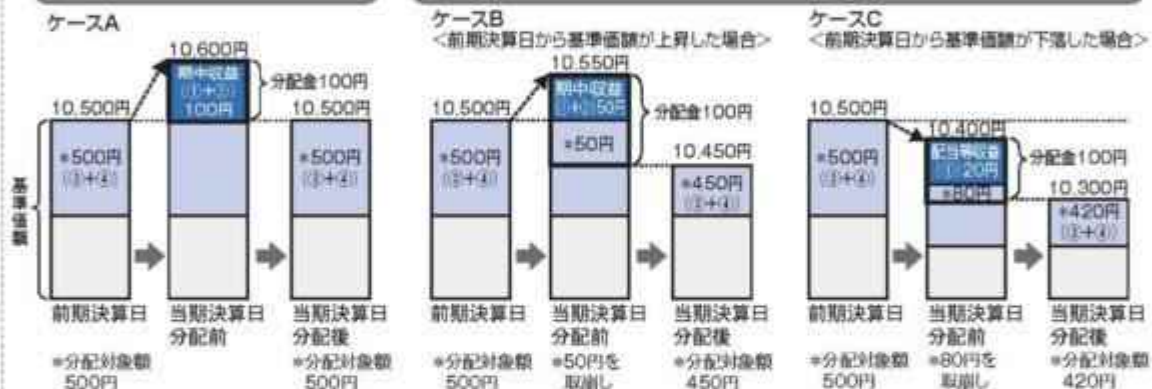 ケースA
10,600円
期中収益
(①+②)
100円
分配金100円
10,500円
10,500円
*500円
(③+④)
*500円
(③+④)
基準価額
前期決算日
当期決算日
分配前
当期決算日
分配後
*分配対象額
500円
*分配対象額
500円
ケースB
<前期決算日から基準価額が上昇した場合>
10,550円
期中収益
①+②50円
分配金100円
10,500円
*500円
(③+④)
*50円
10,450円
*450円
(③+④)
前期決算日
当期決算日
分配前
当期決算日
分配後
*分配対象額
500円
*50円を
取崩し
*分配対象額
450円
ケースC
<前期決算日から基準価額が下落した場合>
10,500円
10,400円
*500円
(③+④)
配当等収益
①20円
*80円
分配金100円
10,300円
*420円
(③+④)
前期決算日
当期決算日
分配前
当期決算日
分配後
*分配対象額
500円
*80円を
取崩し
*分配対象額
420円